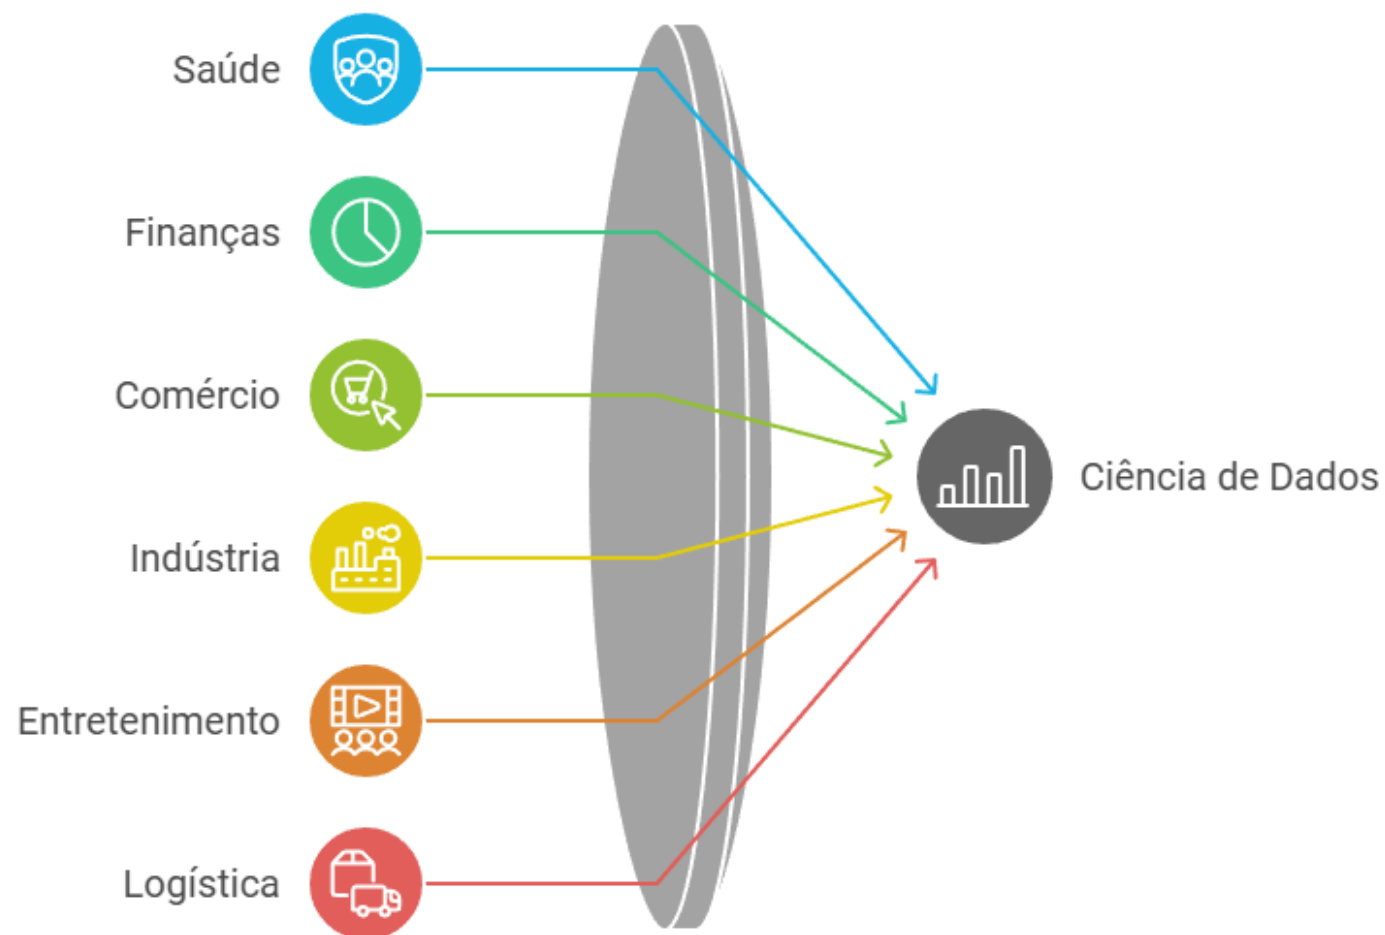 Saúde
Finanças
Comércio
Indústria
Entretenimento
Logística
Ciência de Dados